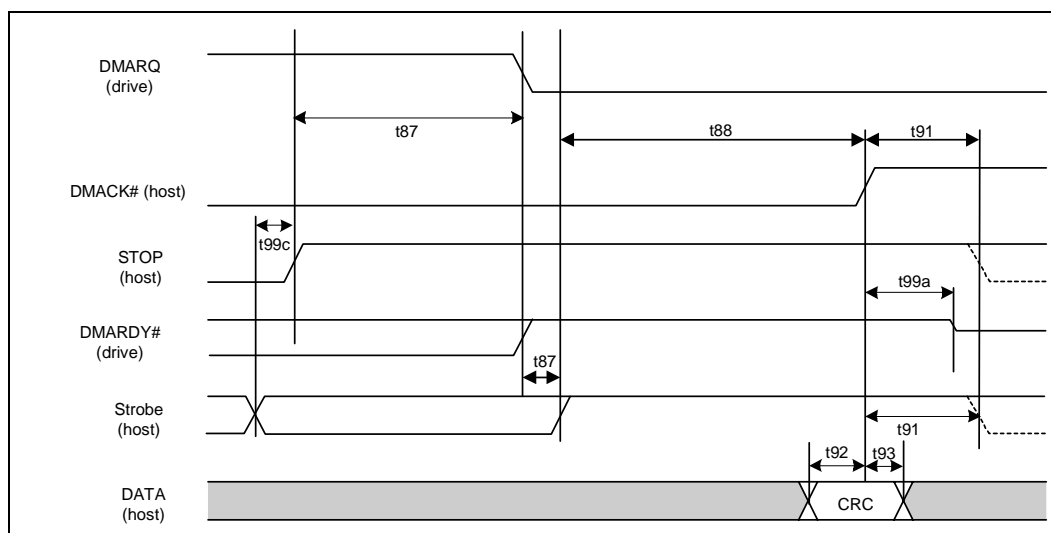 DMARQ
(drive)
t87
t88
t91
DMACK# (host)
t99c
STOP
(host)
t99a
DMARDY#
(drive)
t87
Strobe
(host)
t91
t92
t93
DATA
(host)
CRC